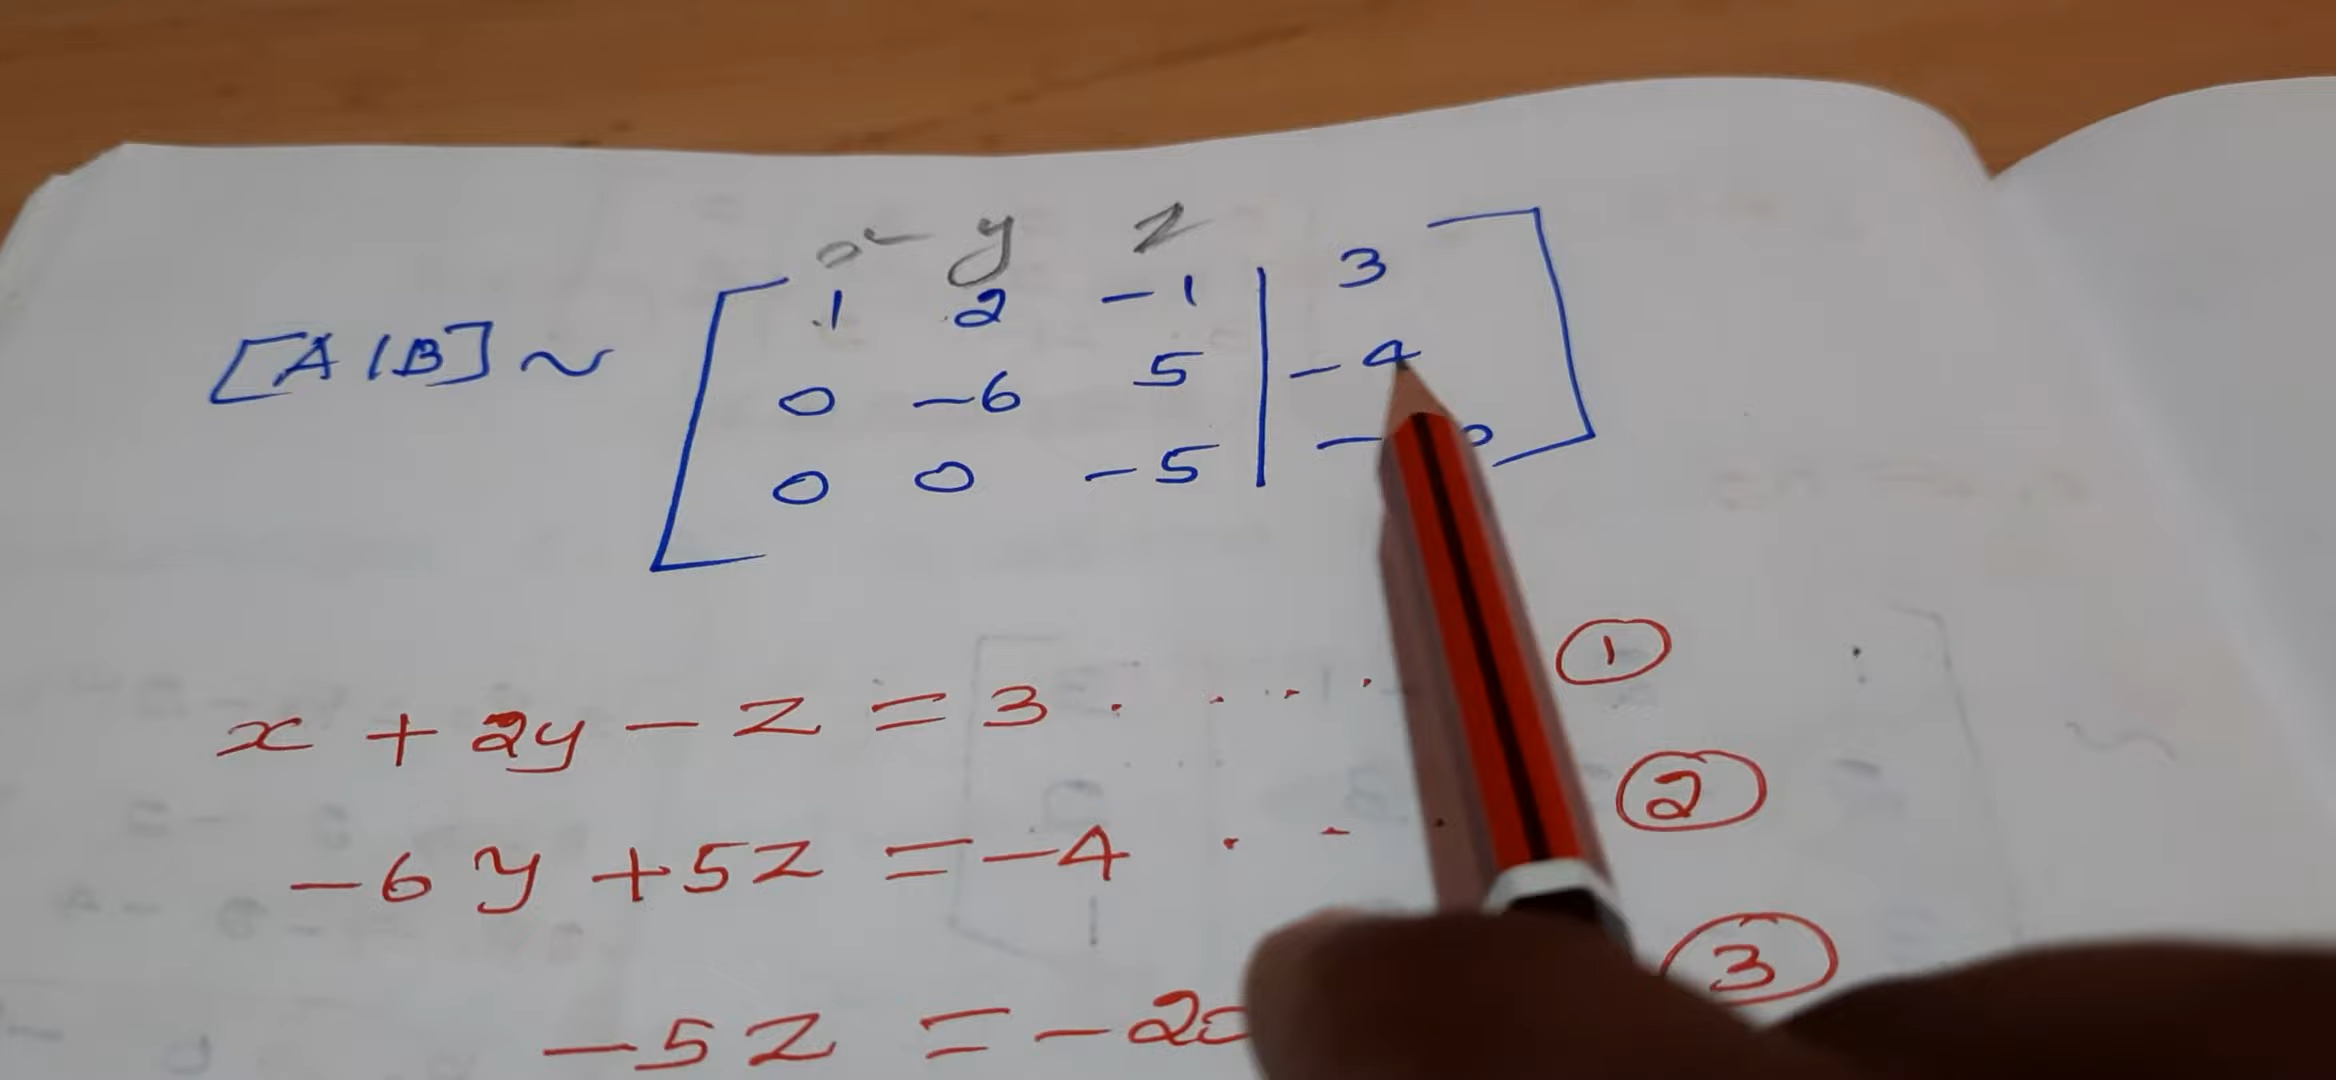 x y z
[A|B] ~ [ 1 2 -1 | 3 ]
0 -6 5 | -4
0 0 -5 | -
x + 2y - z = 3 . . . . . ①
-6y + 5z = -4 . . . ②
-5z = -20 ③